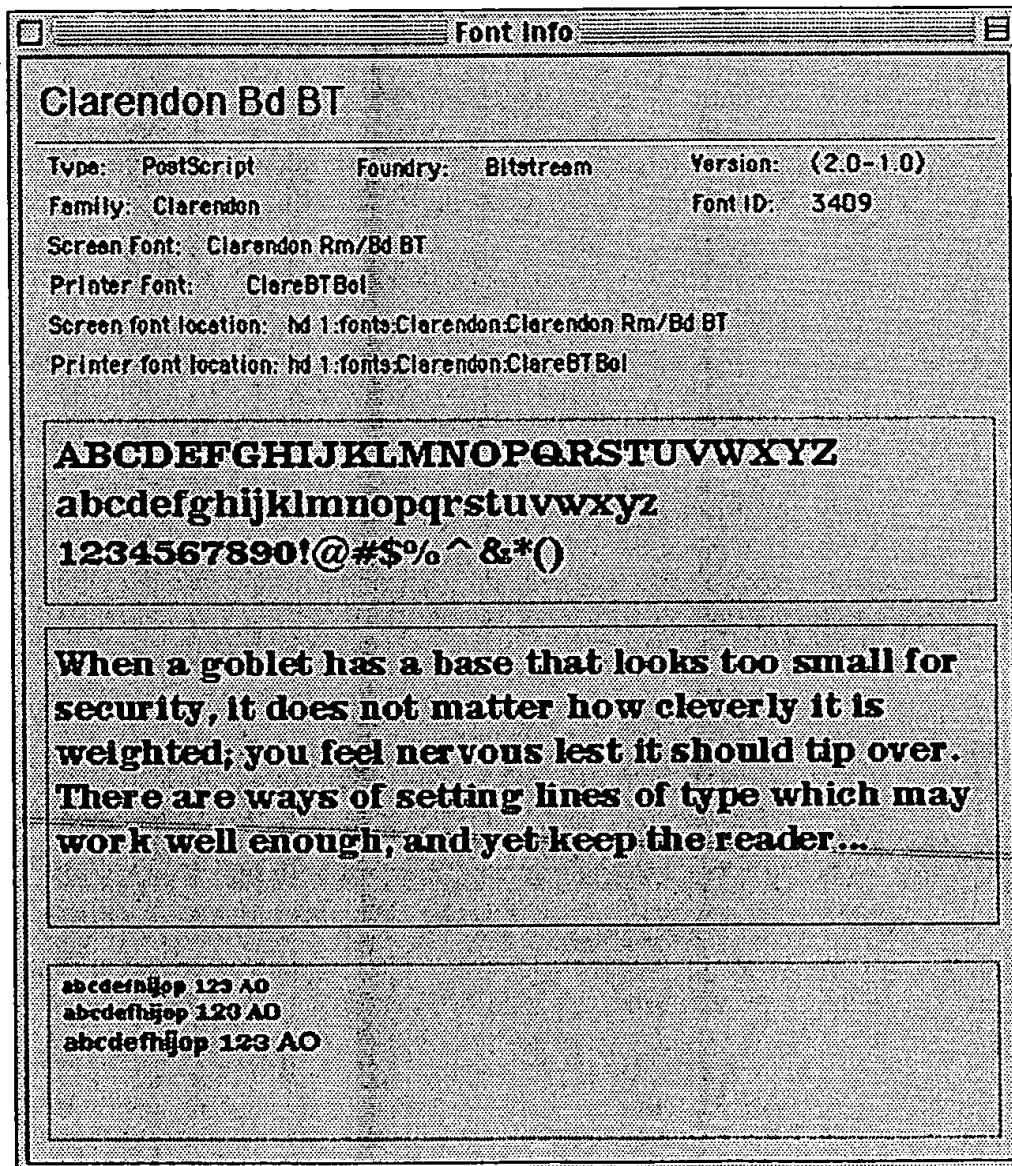 Font Info
Clarendon Bd BT
Type: PostScript Foundry: Bitstream Version: (2.0-1.0)
Family: Clarendon Font ID: 3409
Screen Font: Clarendon Rm/Bd BT
Printer Font: ClareBTBol
Screen font location: hd 1:fonts:Clarendon:Clarendon Rm/Bd BT
Printer font location: hd 1:fonts:Clarendon:ClareBTBol
ABCDEFGHIJKLMNOPQRSTUVWXYZ
abcdefghijklmnopqrstuvwxyz
1234567890!@#$%^&*()
When a goblet has a base that looks too small for
security, it does not matter how cleverly it is
weighted; you feel nervous lest it should tip over.
There are ways of setting lines of type which may
work well enough, and yet keep the reader...
abcdefhijop 123 AO
abcdefhijop 123 AO
abcdefhijop 123 AO